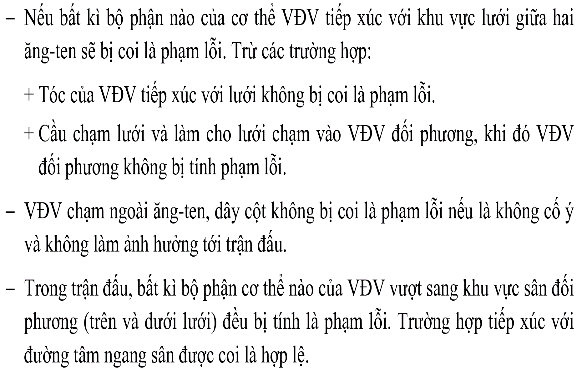 – Nếu bất kì bộ phận nào của cơ thể VĐV tiếp xúc với khu vực lưới giữa hai
ăng-ten sẽ bị coi là phạm lỗi. Trừ các trường hợp:
+ Tóc của VĐV tiếp xúc với lưới không bị coi là phạm lỗi.
+ Cầu chạm lưới và làm cho lưới chạm vào VĐV đối phương, khi đó VĐV
đối phương không bị tính phạm lỗi.
– VĐV chạm ngoài ăng-ten, dây cột không bị coi là phạm lỗi nếu là không cố ý
và không làm ảnh hưởng tới trận đấu.
– Trong trận đấu, bất kì bộ phận cơ thể nào của VĐV vượt sang khu vực sân đối
phương (trên và dưới lưới) đều bị tính là phạm lỗi. Trường hợp tiếp xúc với
đường tâm ngang sân được coi là hợp lệ.